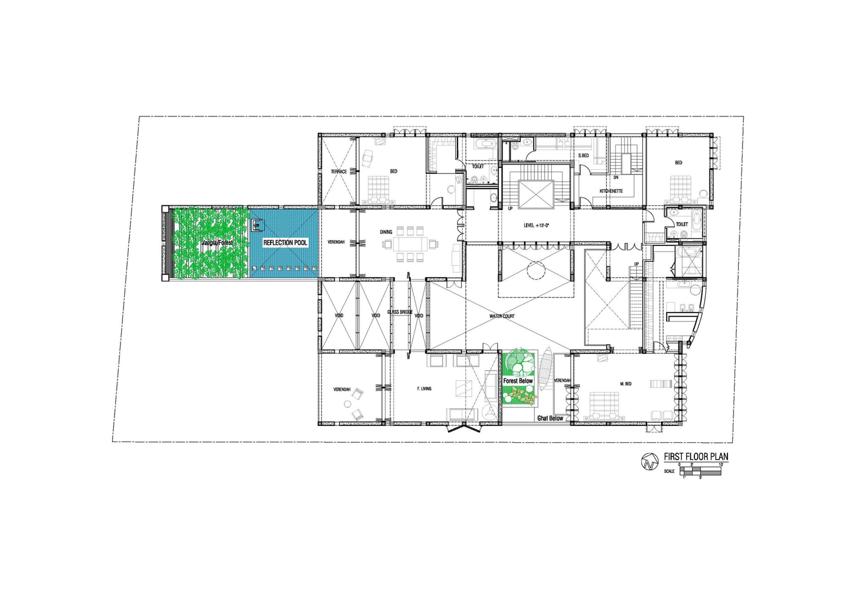 TERRACE
BED
TOILET
S.BED
DN
KITCHENETTE
BED
UP
LEVEL +13'-0"
TOILET
Jungle/Forest
REFLECTION POOL
VERENDAH
DINING
UP
VOID
VOID
GLASS BRIDGE
VOID
WATER COURT
VERENDAH
F. LIVING
Forest Below
VERENDAH
M. BED
Ghat Below
N
FIRST FLOOR PLAN
SCALE